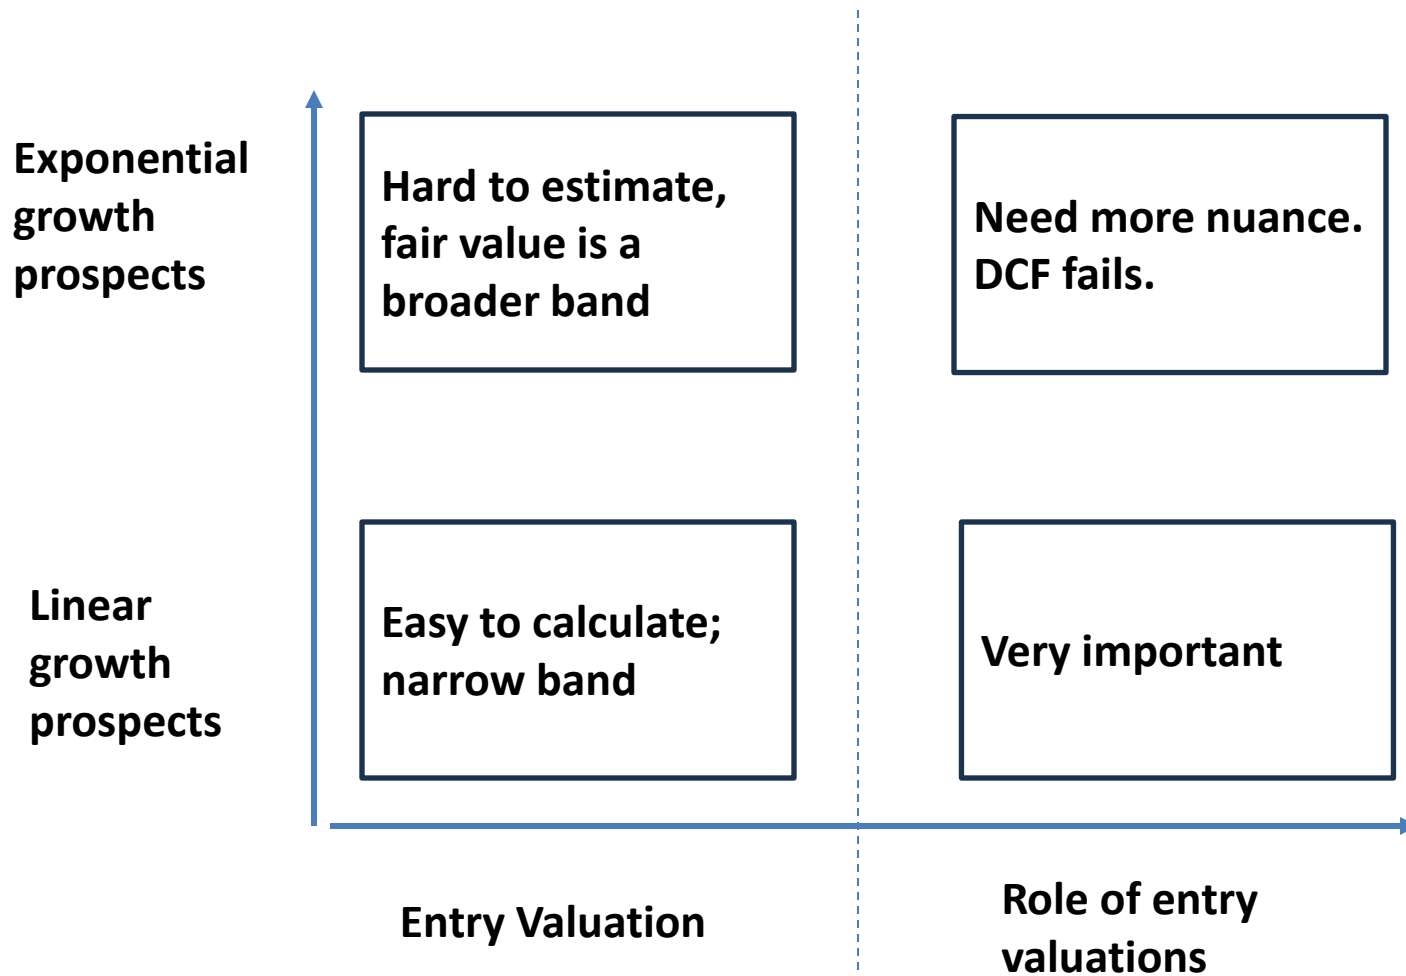 Exponential
growth
prospects
Hard to estimate,
fair value is a
broader band
Need more nuance.
DCF fails.
Linear
growth
prospects
Easy to calculate;
narrow band
Very important
Entry Valuation
Role of entry
valuations